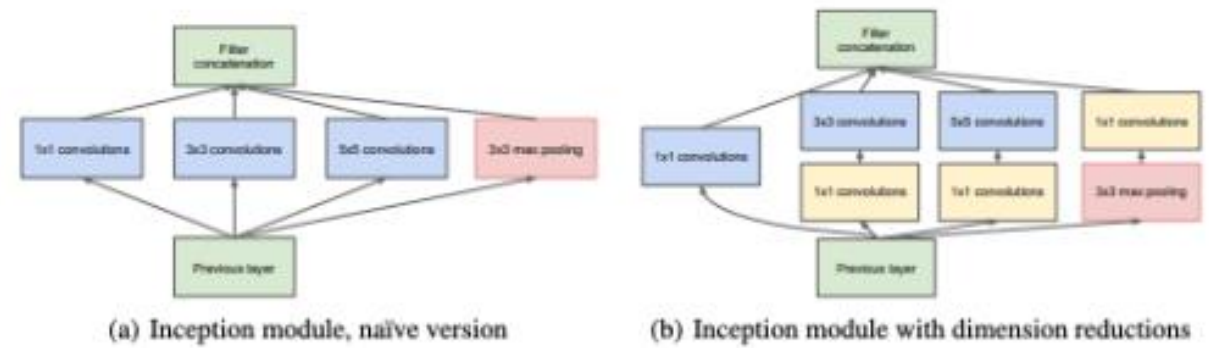 Filter
concatenation
1x1 convolutions
3x3 convolutions
5x5 convolutions
3x3 max pooling
Previous layer
(a) Inception module, naïve version
Filter
concatenation
3x3 convolutions
5x5 convolutions
1x1 convolutions
1x1 convolutions
1x1 convolutions
1x1 convolutions
3x3 max pooling
Previous layer
(b) Inception module with dimension reductions